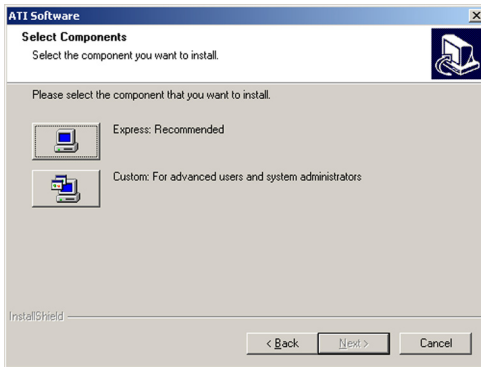 ATI Software
Select Components
Select the component you want to install.
Please select the component that you want to install.
Express: Recommended
Custom: For advanced users and system administrators
InstallShield
< Back
Next >
Cancel